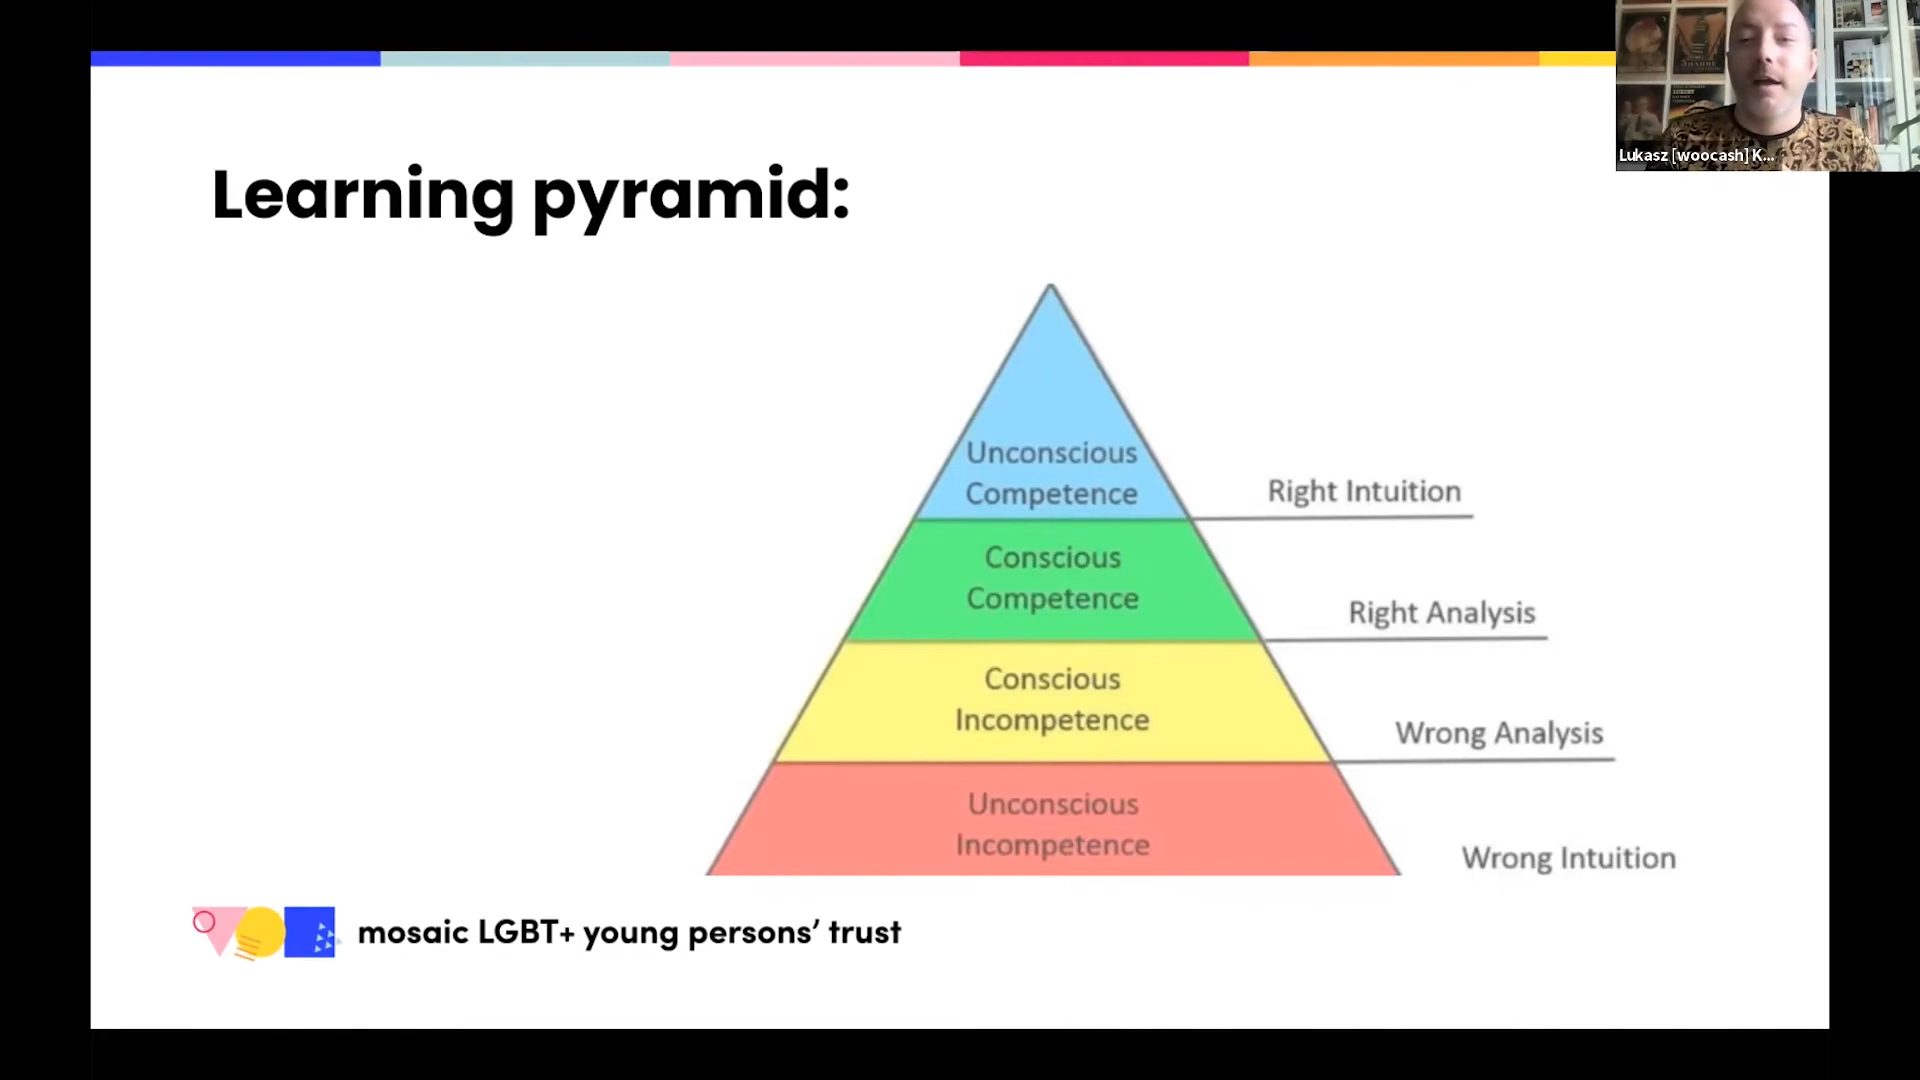 Lukasz [woocash] K...
Learning pyramid:
Unconscious
Competence
Right Intuition
Conscious
Competence
Right Analysis
Conscious
Incompetence
Wrong Analysis
Unconscious
Incompetence
Wrong Intuition
mosaic LGBT+ young persons’ trust